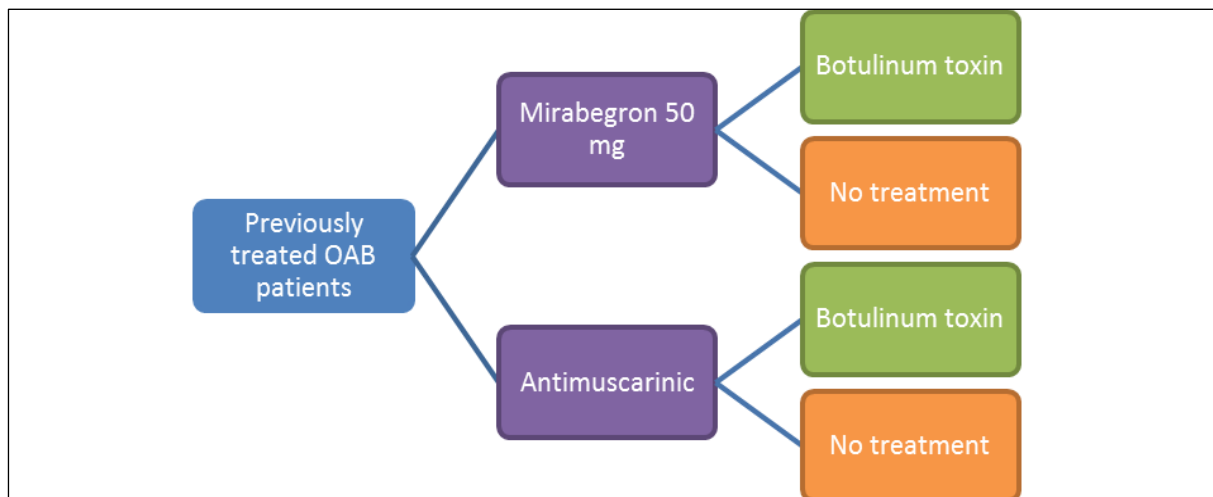 Previously
treated OAB
patients
Mirabegron 50
mg
Botulinum toxin
No treatment
Antimuscarinic
Botulinum toxin
No treatment